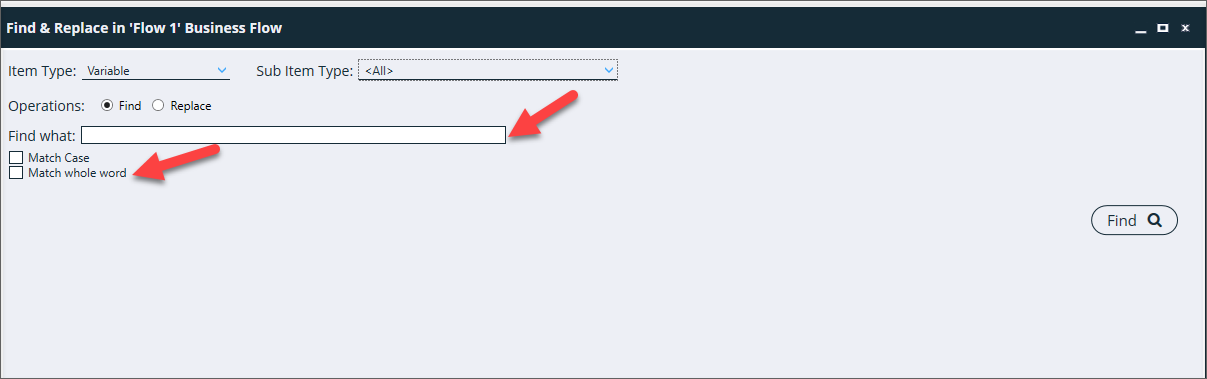 Find & Replace in 'Flow 1' Business Flow
Item Type: Variable Sub Item Type: <All>
Operations: Find Replace
Find what:
Match Case
Match whole word
Find